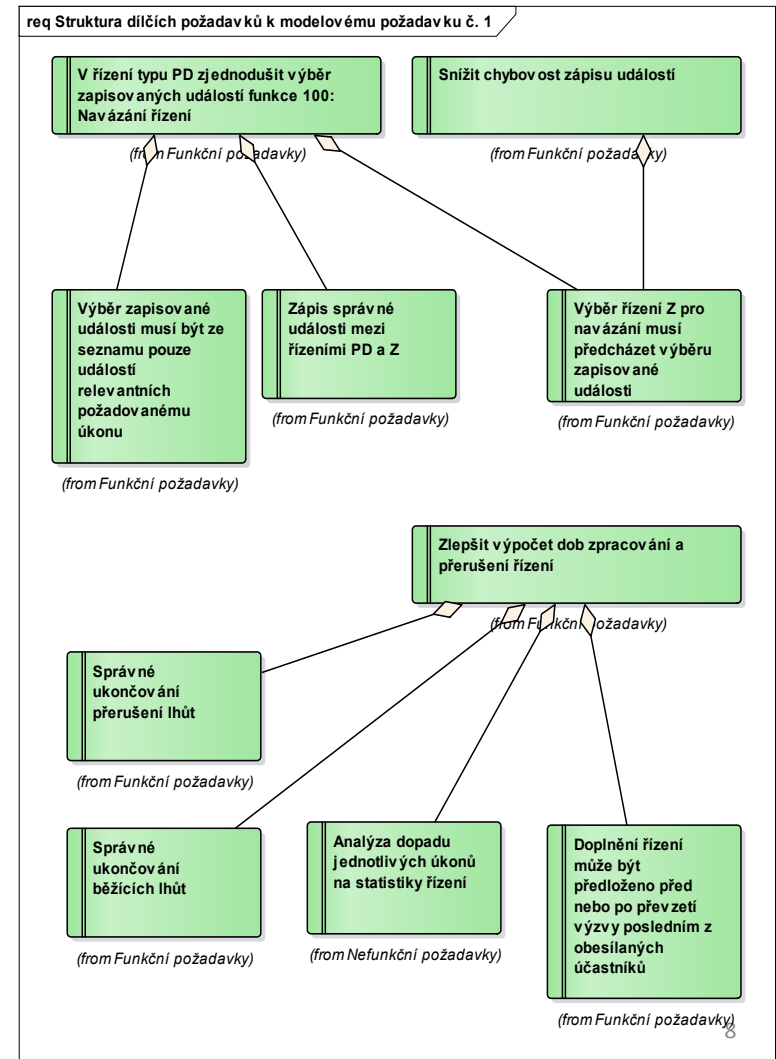 req Struktura dílčích požadavků k modelovému požadavku č. 1
V řízení typu PD zjednodušit výběr
zapisovaných událostí funkce 100:
Navázání řízení
(from Funkční požadavky)
Snížit chybovost zápisu událostí
(from Funkční požadavky)
Výběr zapisované
události musí být ze
seznamu pouze
událostí
relevantních
požadovanému
úkonu
(from Funkční požadavky)
Zápis správné
události mezi
řízeními PD a Z
(from Funkční požadavky)
Výběr řízení Z pro
navázání musí
předcházet výběru
zapisované
události
(from Funkční požadavky)
Zlepšit výpočet dob zpracování a
přerušení řízení
(from Funkční požadavky)
Správné
ukončování
přerušení lhůt
(from Funkční požadavky)
Správné
ukončování
běžících lhůt
(from Funkční požadavky)
Analýza dopadu
jednotlivých úkonů
na statistiky řízení
(from Nefunkční požadavky)
Doplnění řízení
může být
předloženo před
nebo po převzetí
výzvy posledním z
obesílaných
účastníků
(from Funkční požadavky)
8